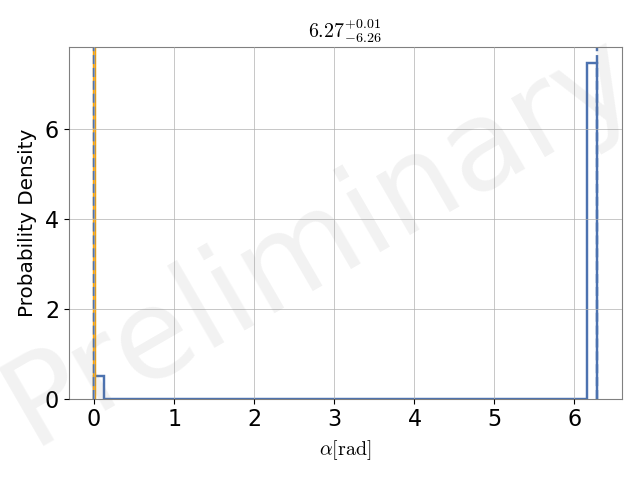 6.27^{+0.01}_{-6.26}
Probability Density
6
4
2
0
0 1 2 3 4 5 6
α[rad]
Preliminary